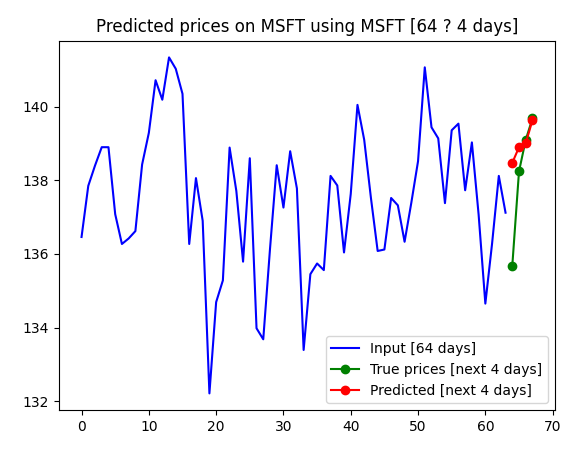 Predicted prices on MSFT using MSFT [64 ? 4 days]
140
138
136
134
132
0 10 20 30 40 50 60 70
Input [64 days]
True prices [next 4 days]
Predicted [next 4 days]